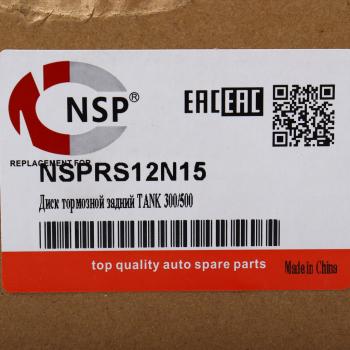 NSP®
EAC EAC
REPLACEMENT FOR
NSPRS12N15
Диск тормозной задний TANK 300/500
top quality auto spare parts
Made in China